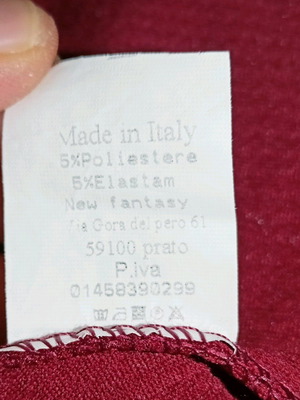 Made in Italy
5%Poliestere
5%Elastam
New fantasy
Via Gora del pero 61
59100 prato
P.iva
01458390299